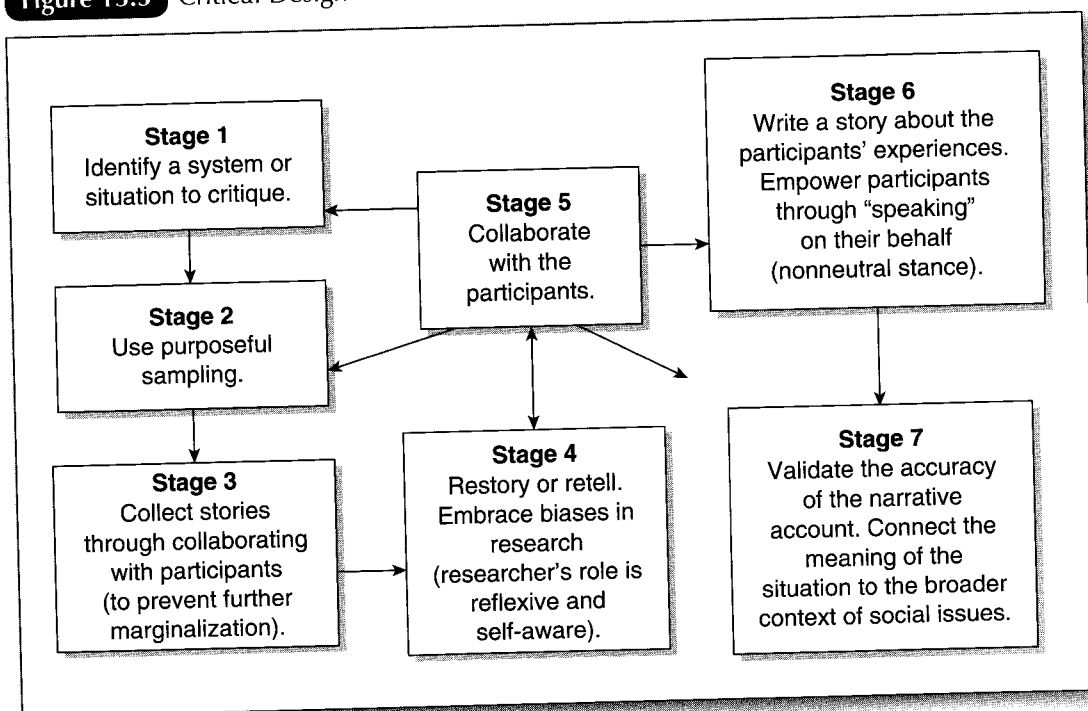 Figure 13.3 Critical Design
Stage 1
Identify a system or
situation to critique.
Stage 2
Use purposeful
sampling.
Stage 3
Collect stories
through collaborating
with participants
(to prevent further
marginalization).
Stage 4
Restory or retell.
Embrace biases in
research
(researcher's role is
reflexive and
self-aware).
Stage 5
Collaborate
with the
participants.
Stage 6
Write a story about the
participants' experiences.
Empower participants
through "speaking"
on their behalf
(nonneutral stance).
Stage 7
Validate the accuracy
of the narrative
account. Connect the
meaning of the
situation to the broader
context of social issues.